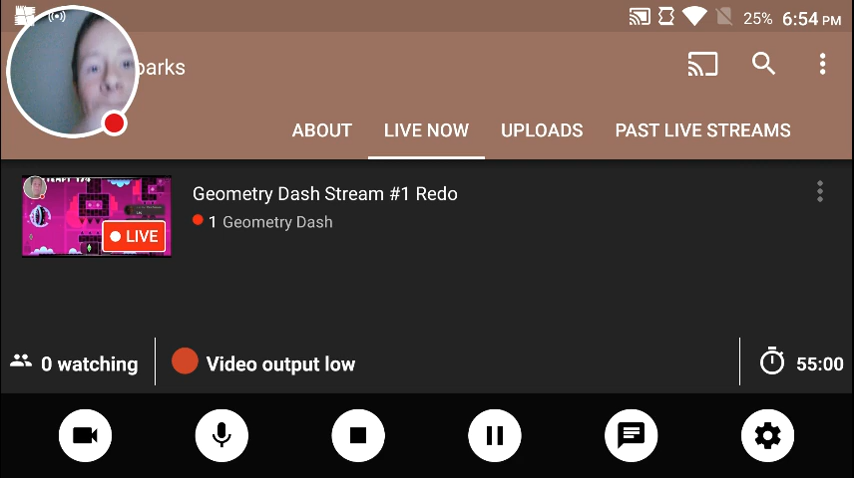 25% 6:54 PM
parks
ABOUT LIVE NOW UPLOADS PAST LIVE STREAMS
Geometry Dash Stream #1 Redo
1 Geometry Dash
LIVE
0 watching Video output low 55:00